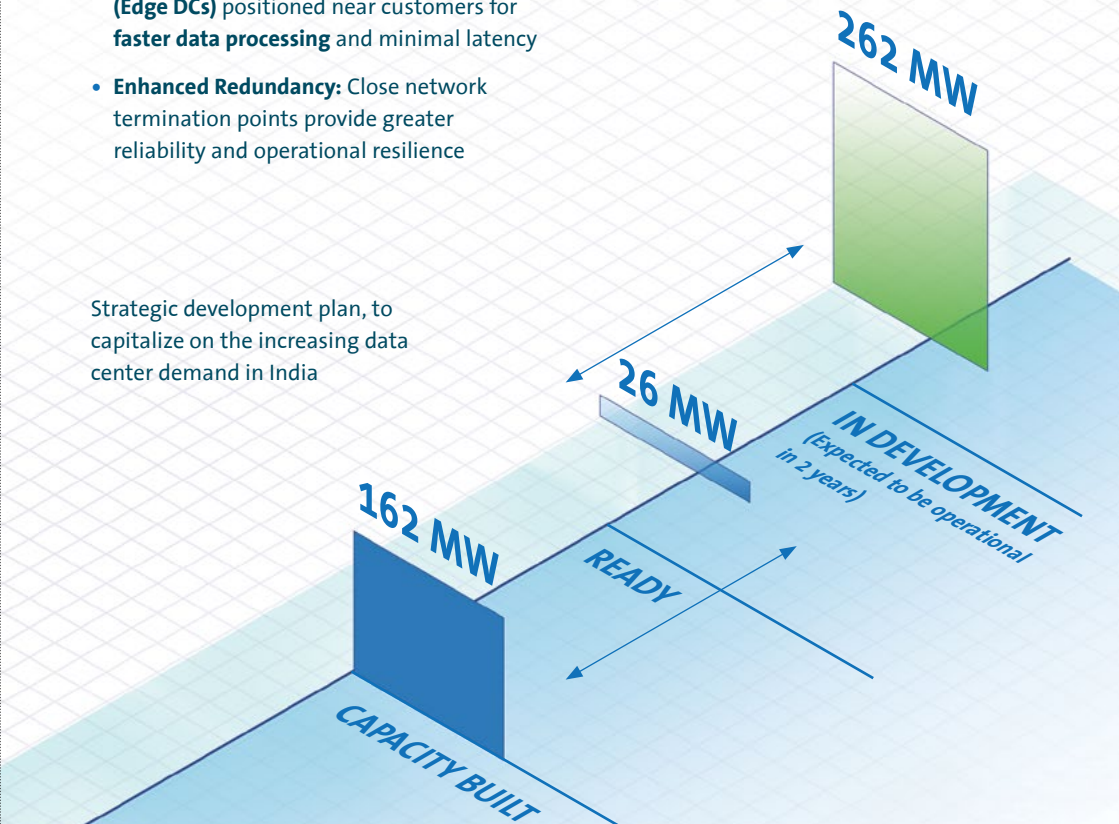 (Edge DCs) positioned near customers for
faster data processing and minimal latency
• Enhanced Redundancy: Close network
termination points provide greater
reliability and operational resilience
Strategic development plan, to
capitalize on the increasing data
center demand in India
262 MW
26 MW
162 MW
IN DEVELOPMENT
(Expected to be operational
in 2 years)
READY
CAPACITY BUILT